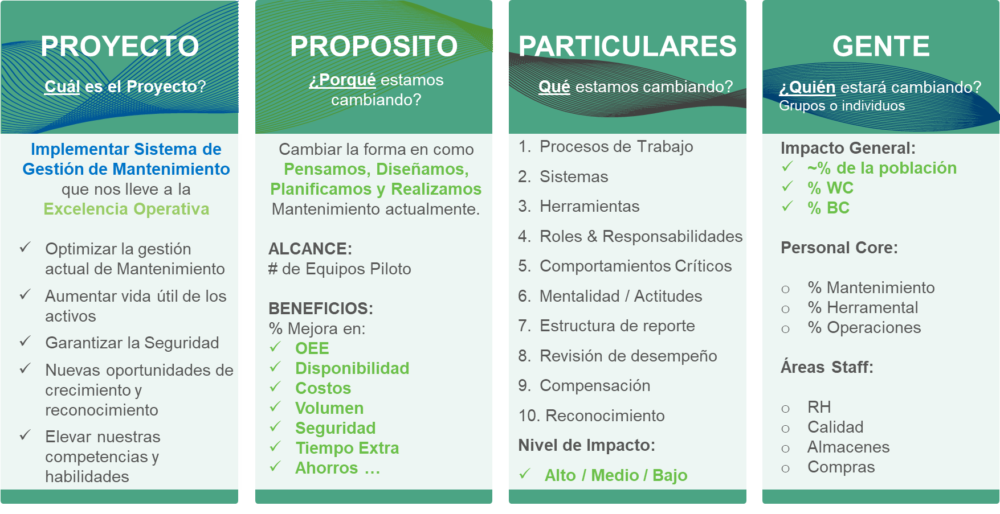 PROYECTO
Cuál es el Proyecto?
Implementar Sistema de
Gestión de Mantenimiento
que nos lleve a la
Excelencia Operativa
✓ Optimizar la gestión
actual de Mantenimiento
✓ Aumentar vida útil de los
activos
✓ Garantizar la Seguridad
✓ Nuevas oportunidades de
crecimiento y
reconocimiento
✓ Elevar nuestras
competencias y
habilidades
PROPOSITO
¿Porqué estamos
cambiando?
Cambiar la forma en como
Pensamos, Diseñamos,
Planificamos y Realizamos
Mantenimiento actualmente.
ALCANCE:
# de Equipos Piloto
BENEFICIOS:
% Mejora en:
✓ OEE
✓ Disponibilidad
✓ Costos
✓ Volumen
✓ Seguridad
✓ Tiempo Extra
✓ Ahorros ...
PARTICULARES
Qué estamos cambiando?
1. Procesos de Trabajo
2. Sistemas
3. Herramientas
4. Roles & Responsabilidades
5. Comportamientos Críticos
6. Mentalidad / Actitudes
7. Estructura de reporte
8. Revisión de desempeño
9. Compensación
10. Reconocimiento
Nivel de Impacto:
✓ Alto / Medio / Bajo
GENTE
¿Quién estará cambiando?
Grupos o individuos
Impacto General:
✓ ~% de la población
✓ % WC
✓ % BC
Personal Core:
o % Mantenimiento
o % Herramental
o % Operaciones
Áreas Staff:
o RH
o Calidad
o Almacenes
o Compras